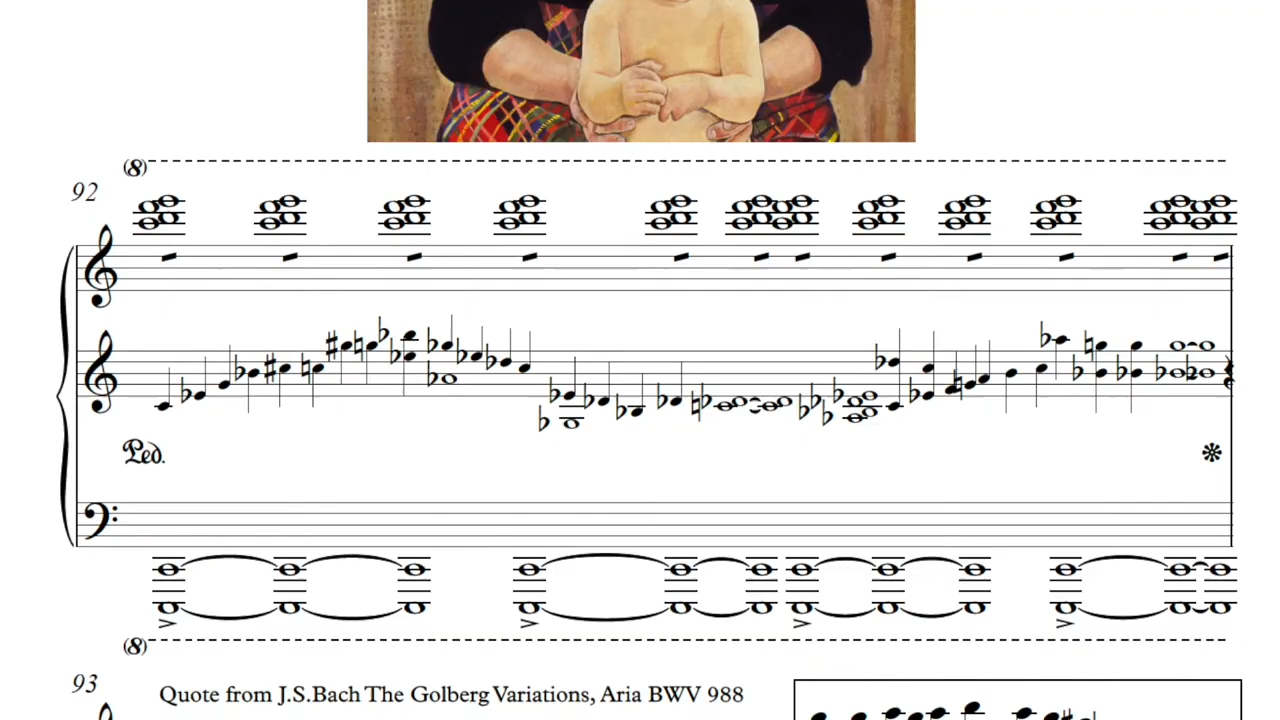 (8)
92
Ped.
(8)
93
Quote from J.S.Bach The Golberg Variations, Aria BWV 988